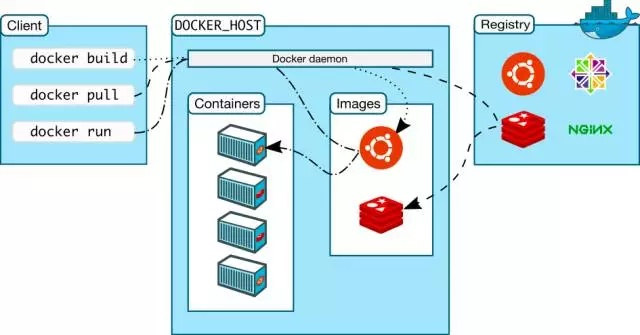 Client
docker build
docker pull
docker run
DOCKER_HOST
Docker daemon
Containers
Images
Registry
NGINX